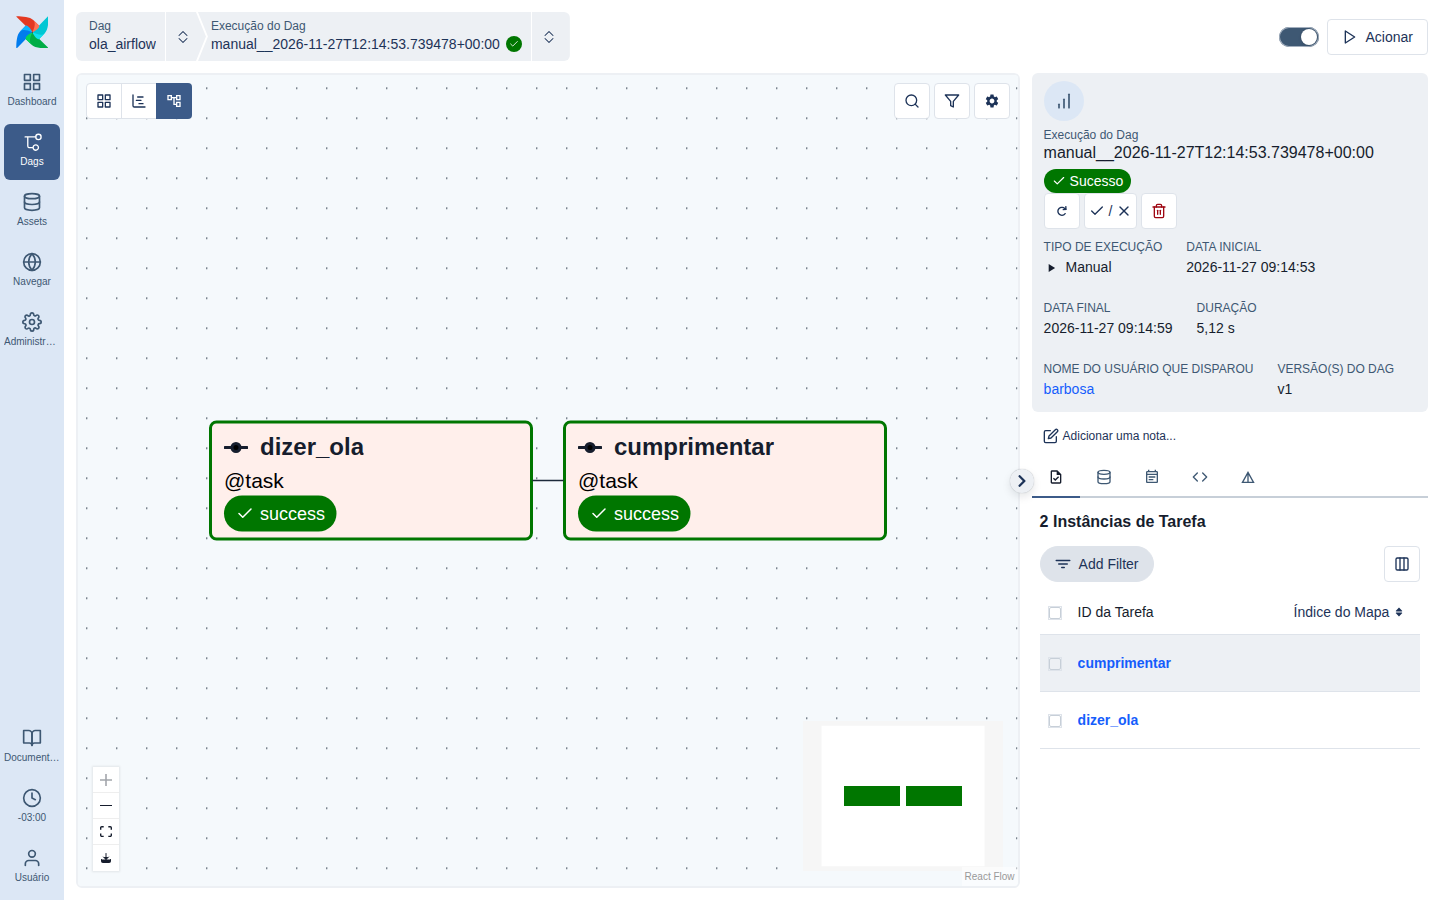 Dag
ola_airflow
Execução do Dag
manual__2026-11-27T12:14:53.739478+00:00
Acionar
Dashboard
Dags
Assets
Navegar
Administr…
Document…
-03:00
Usuário
dizer_ola
@task
success
cumprimentar
@task
success
React Flow
Execução do Dag
manual__2026-11-27T12:14:53.739478+00:00
Sucesso
/
TIPO DE EXECUÇÃO DATA INICIAL
Manual 2026-11-27 09:14:53
DATA FINAL DURAÇÃO
2026-11-27 09:14:59 5,12 s
NOME DO USUÁRIO QUE DISPAROU VERSÃO(S) DO DAG
barbosa v1
Adicionar uma nota...
2 Instâncias de Tarefa
Add Filter
ID da Tarefa Índice do Mapa
cumprimentar
dizer_ola